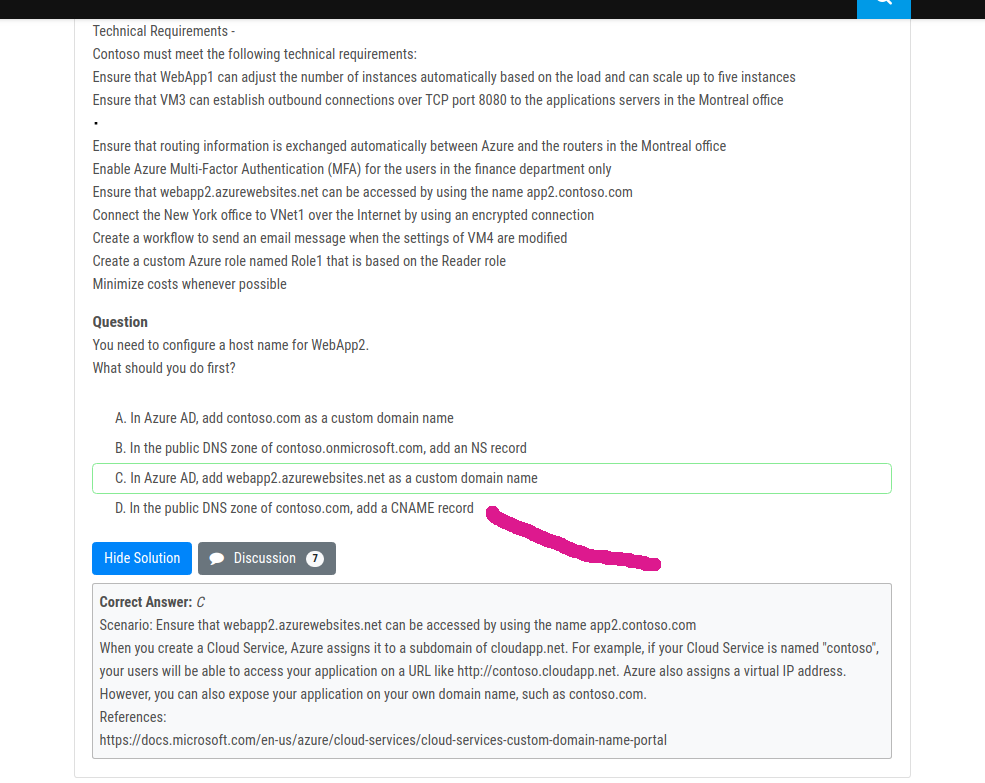 Technical Requirements -
Contoso must meet the following technical requirements:
Ensure that WebApp1 can adjust the number of instances automatically based on the load and can scale up to five instances
Ensure that VM3 can establish outbound connections over TCP port 8080 to the applications servers in the Montreal office
▪
Ensure that routing information is exchanged automatically between Azure and the routers in the Montreal office
Enable Azure Multi-Factor Authentication (MFA) for the users in the finance department only
Ensure that webapp2.azurewebsites.net can be accessed by using the name app2.contoso.com
Connect the New York office to VNet1 over the Internet by using an encrypted connection
Create a workflow to send an email message when the settings of VM4 are modified
Create a custom Azure role named Role1 that is based on the Reader role
Minimize costs whenever possible
Question
You need to configure a host name for WebApp2.
What should you do first?
A. In Azure AD, add contoso.com as a custom domain name
B. In the public DNS zone of contoso.onmicrosoft.com, add an NS record
C. In Azure AD, add webapp2.azurewebsites.net as a custom domain name
D. In the public DNS zone of contoso.com, add a CNAME record
Hide Solution Discussion 7
Correct Answer: C
Scenario: Ensure that webapp2.azurewebsites.net can be accessed by using the name app2.contoso.com
When you create a Cloud Service, Azure assigns it to a subdomain of cloudapp.net. For example, if your Cloud Service is named "contoso",
your users will be able to access your application on a URL like http://contoso.cloudapp.net. Azure also assigns a virtual IP address.
However, you can also expose your application on your own domain name, such as contoso.com.
References:
https://docs.microsoft.com/en-us/azure/cloud-services/cloud-services-custom-domain-name-portal